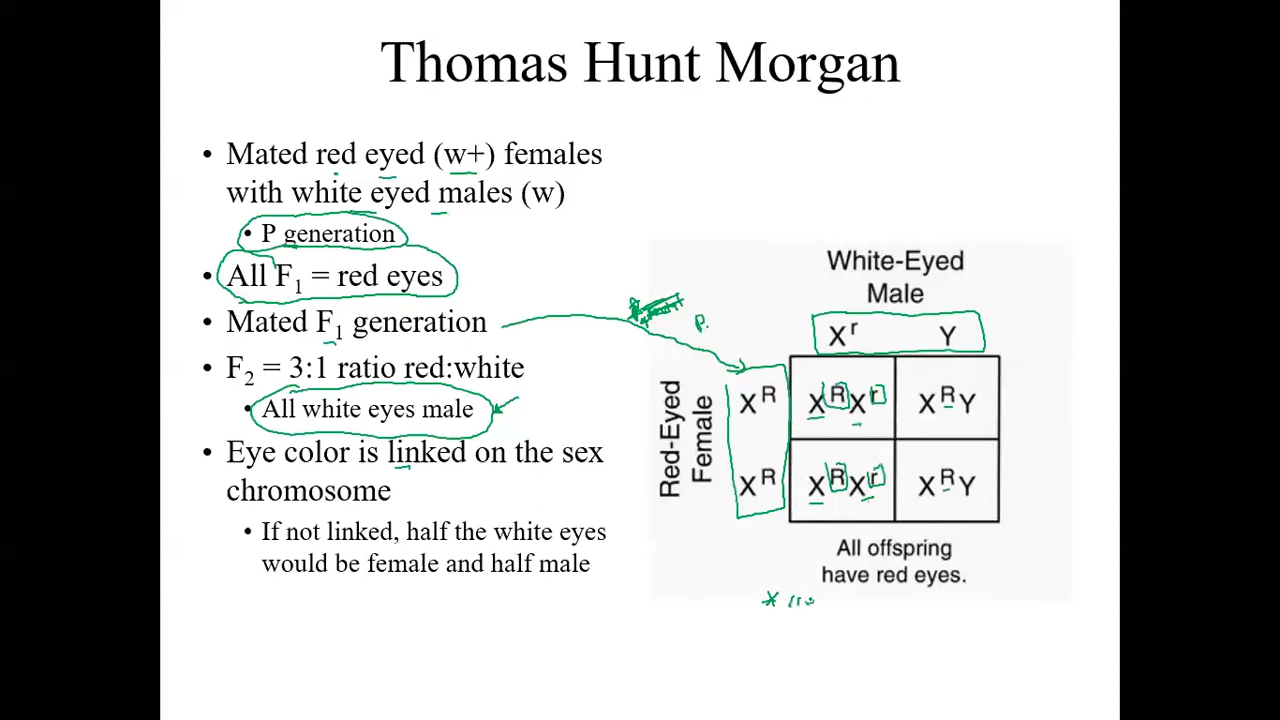 Thomas Hunt Morgan
• Mated red eyed (w+) females
with white eyed males (w)
• P generation
• All F₁ = red eyes
• Mated F₁ generation
• F₂ = 3:1 ratio red:white
• All white eyes male
• Eye color is linked on the sex
chromosome
• If not linked, half the white eyes
would be female and half male
P.
White-Eyed
Male
Xʳ Y
Red-Eyed
Female
Xᴿ XᴿXʳ XᴿY
Xᴿ XᴿXʳ XᴿY
All offspring
have red eyes.